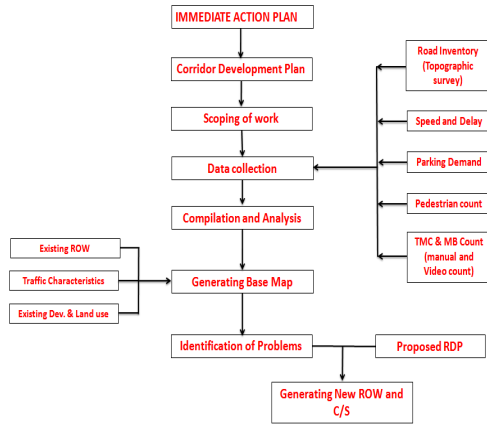 IMMEDIATE ACTION PLAN
Corridor Development Plan
Scoping of work
Data collection
Compilation and Analysis
Generating Base Map
Identification of Problems
Generating New ROW and
C/S
Road Inventory
(Topographic
survey)
Speed and Delay
Parking Demand
Pedestrian count
TMC & MB Count
(manual and
Video count)
Existing ROW
Traffic Characteristics
Existing Dev. & Land use
Proposed RDP